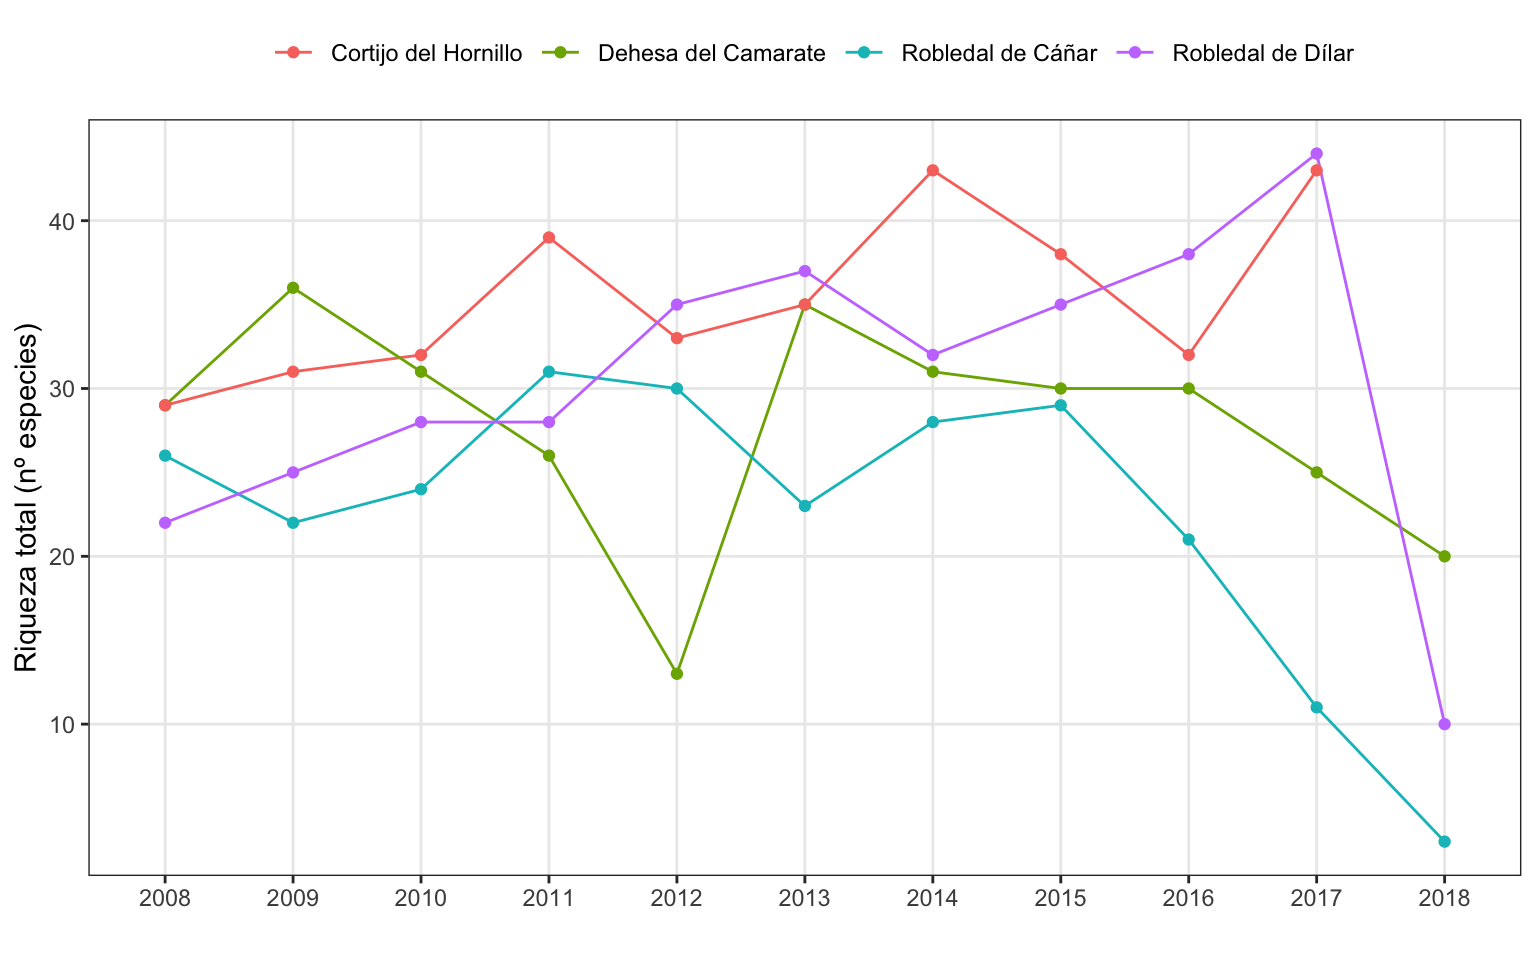 Cortijo del Hornillo Dehesa del Camarate Robledal de Cáñar Robledal de Dílar
Riqueza total (nº especies)
40
30
20
10
2008 2009 2010 2011 2012 2013 2014 2015 2016 2017 2018